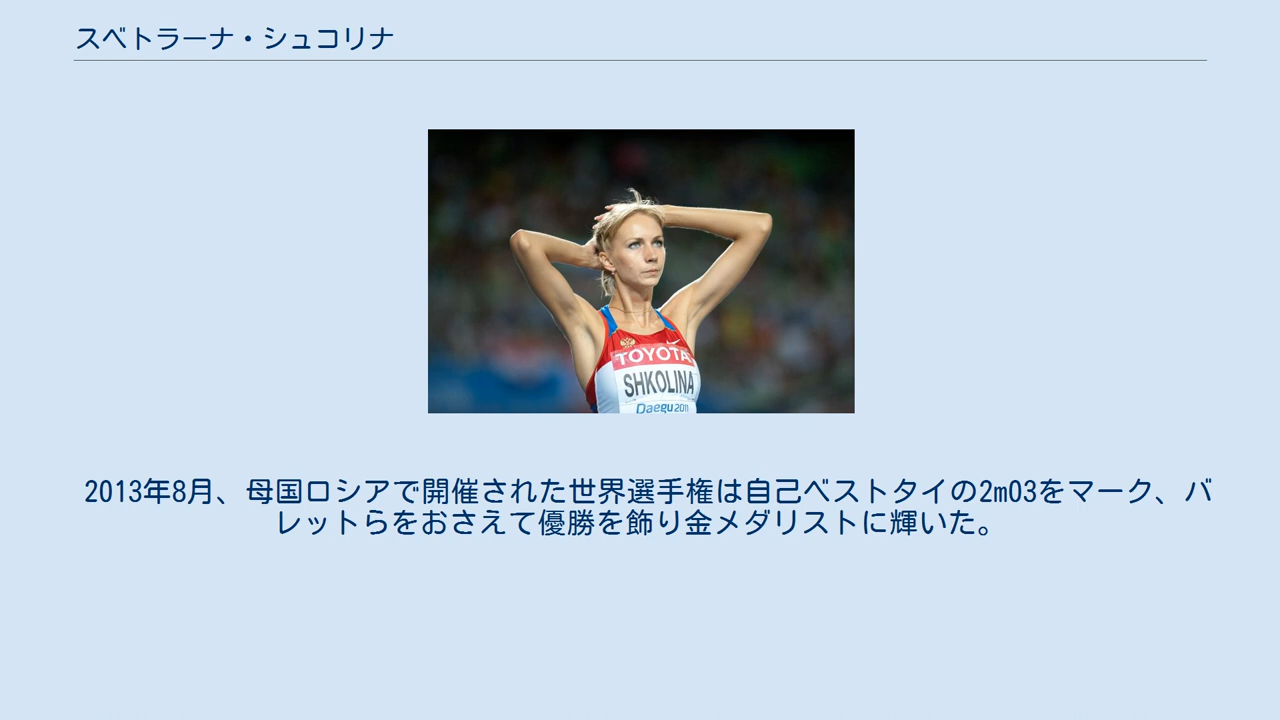 スベトラーナ・シュコリナ
TOYOTA
SHKOLINA
Daegu 2011
2013年8月、母国ロシアで開催された世界選手権は自己ベストタイの2m03をマーク、バ
レットらをおさえて優勝を飾り金メダリストに輝いた。